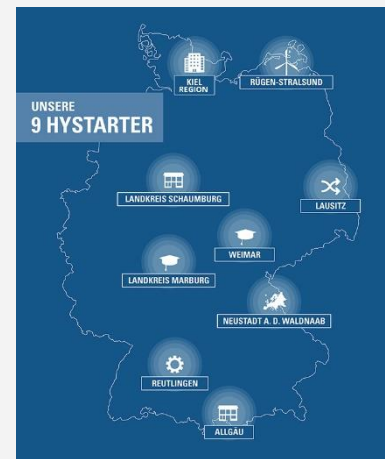 KIEL
REGION
RÜGEN-STRALSUND
UNSERE
9 HYSTARTER
LANDKREIS SCHAUMBURG
LAUSITZ
WEIMAR
LANDKREIS MARBURG
NEUSTADT A. D. WALDNAAB
REUTLINGEN
ALLGÄU